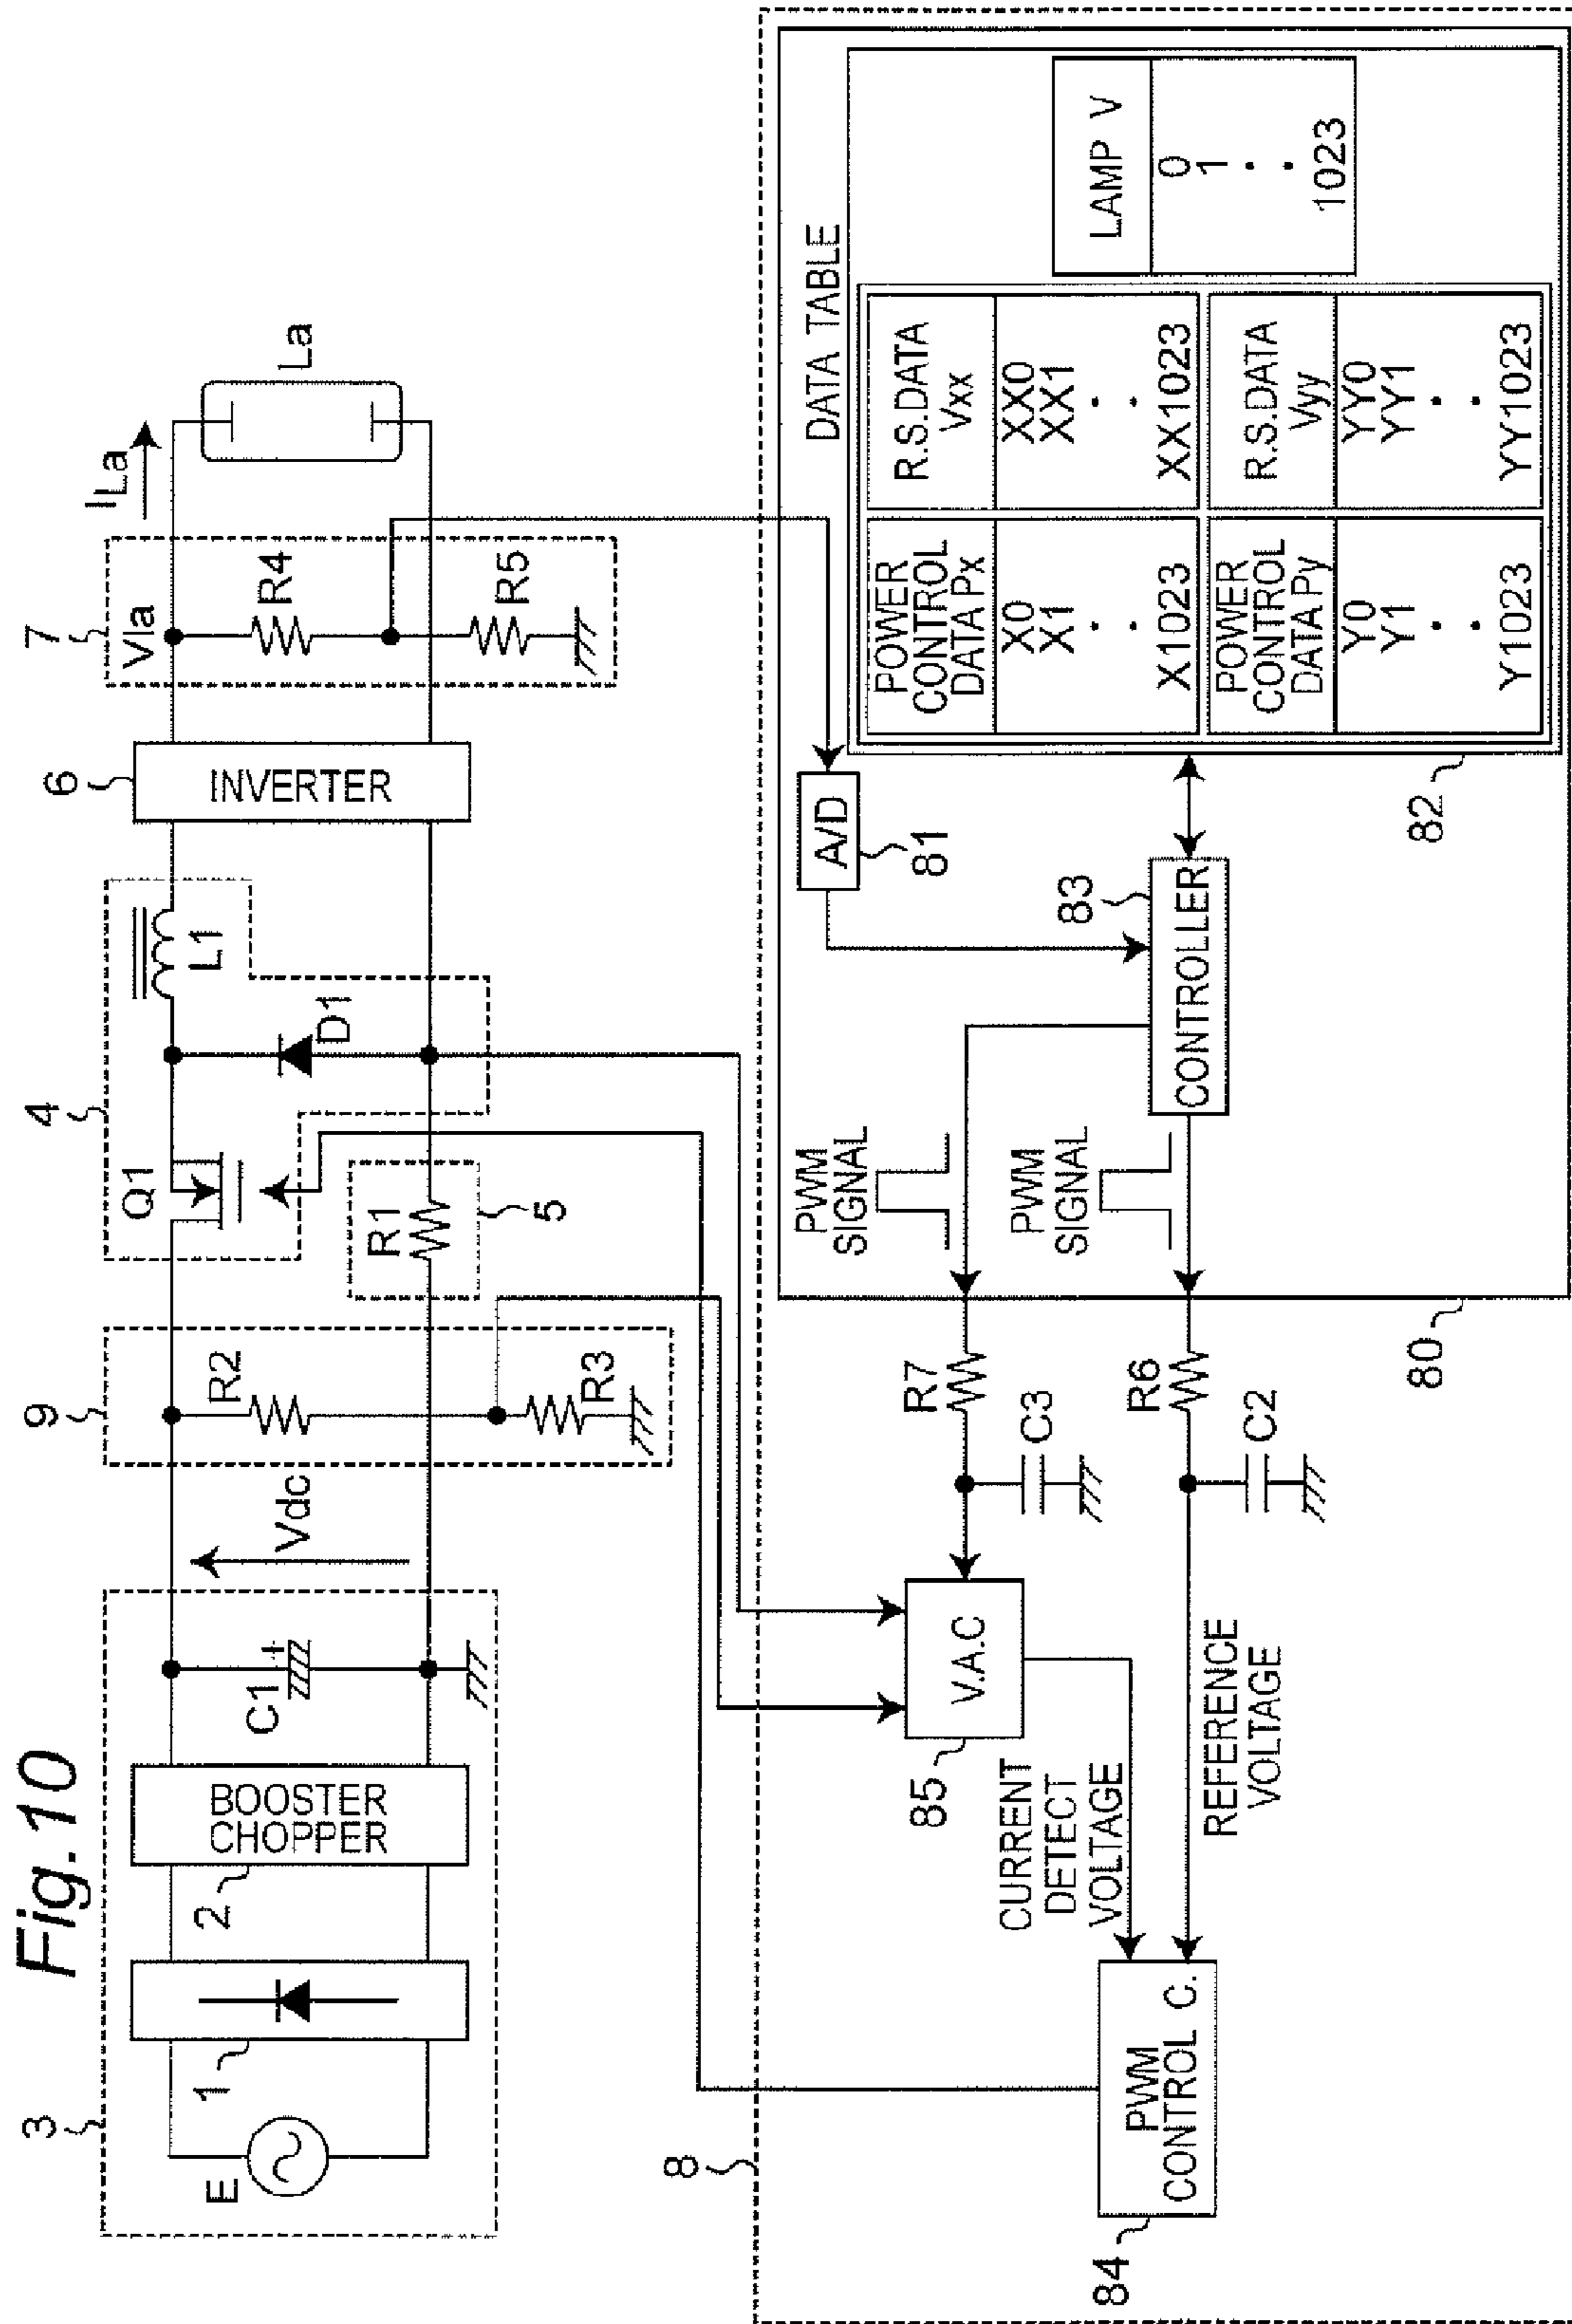 Fig. 10
3
E
1
2
BOOSTER
CHOPPER
C1
+
Vdc
9
R2
R3
4
Q1
L1
D1
R1
5
6
INVERTER
7
Vla
R4
R5
ILa
La
8
84
PWM
CONTROL C.
85
V.A.C
CURRENT
DETECT
VOLTAGE
REFERENCE
VOLTAGE
R7
C3
R6
C2
80
PWM
SIGNAL
PWM
SIGNAL
83
CONTROLLER
A/D
81
82
DATA TABLE
POWER
CONTROL
DATA Px
X0
X1
.
.
X1023
R.S.DATA
Vxx
XX0
XX1
.
.
XX1023
POWER
CONTROL
DATA Py
Y0
Y1
.
.
Y1023
R.S.DATA
Vyy
YY0
YY1
.
.
YY1023
LAMP V
0
1
.
.
1023